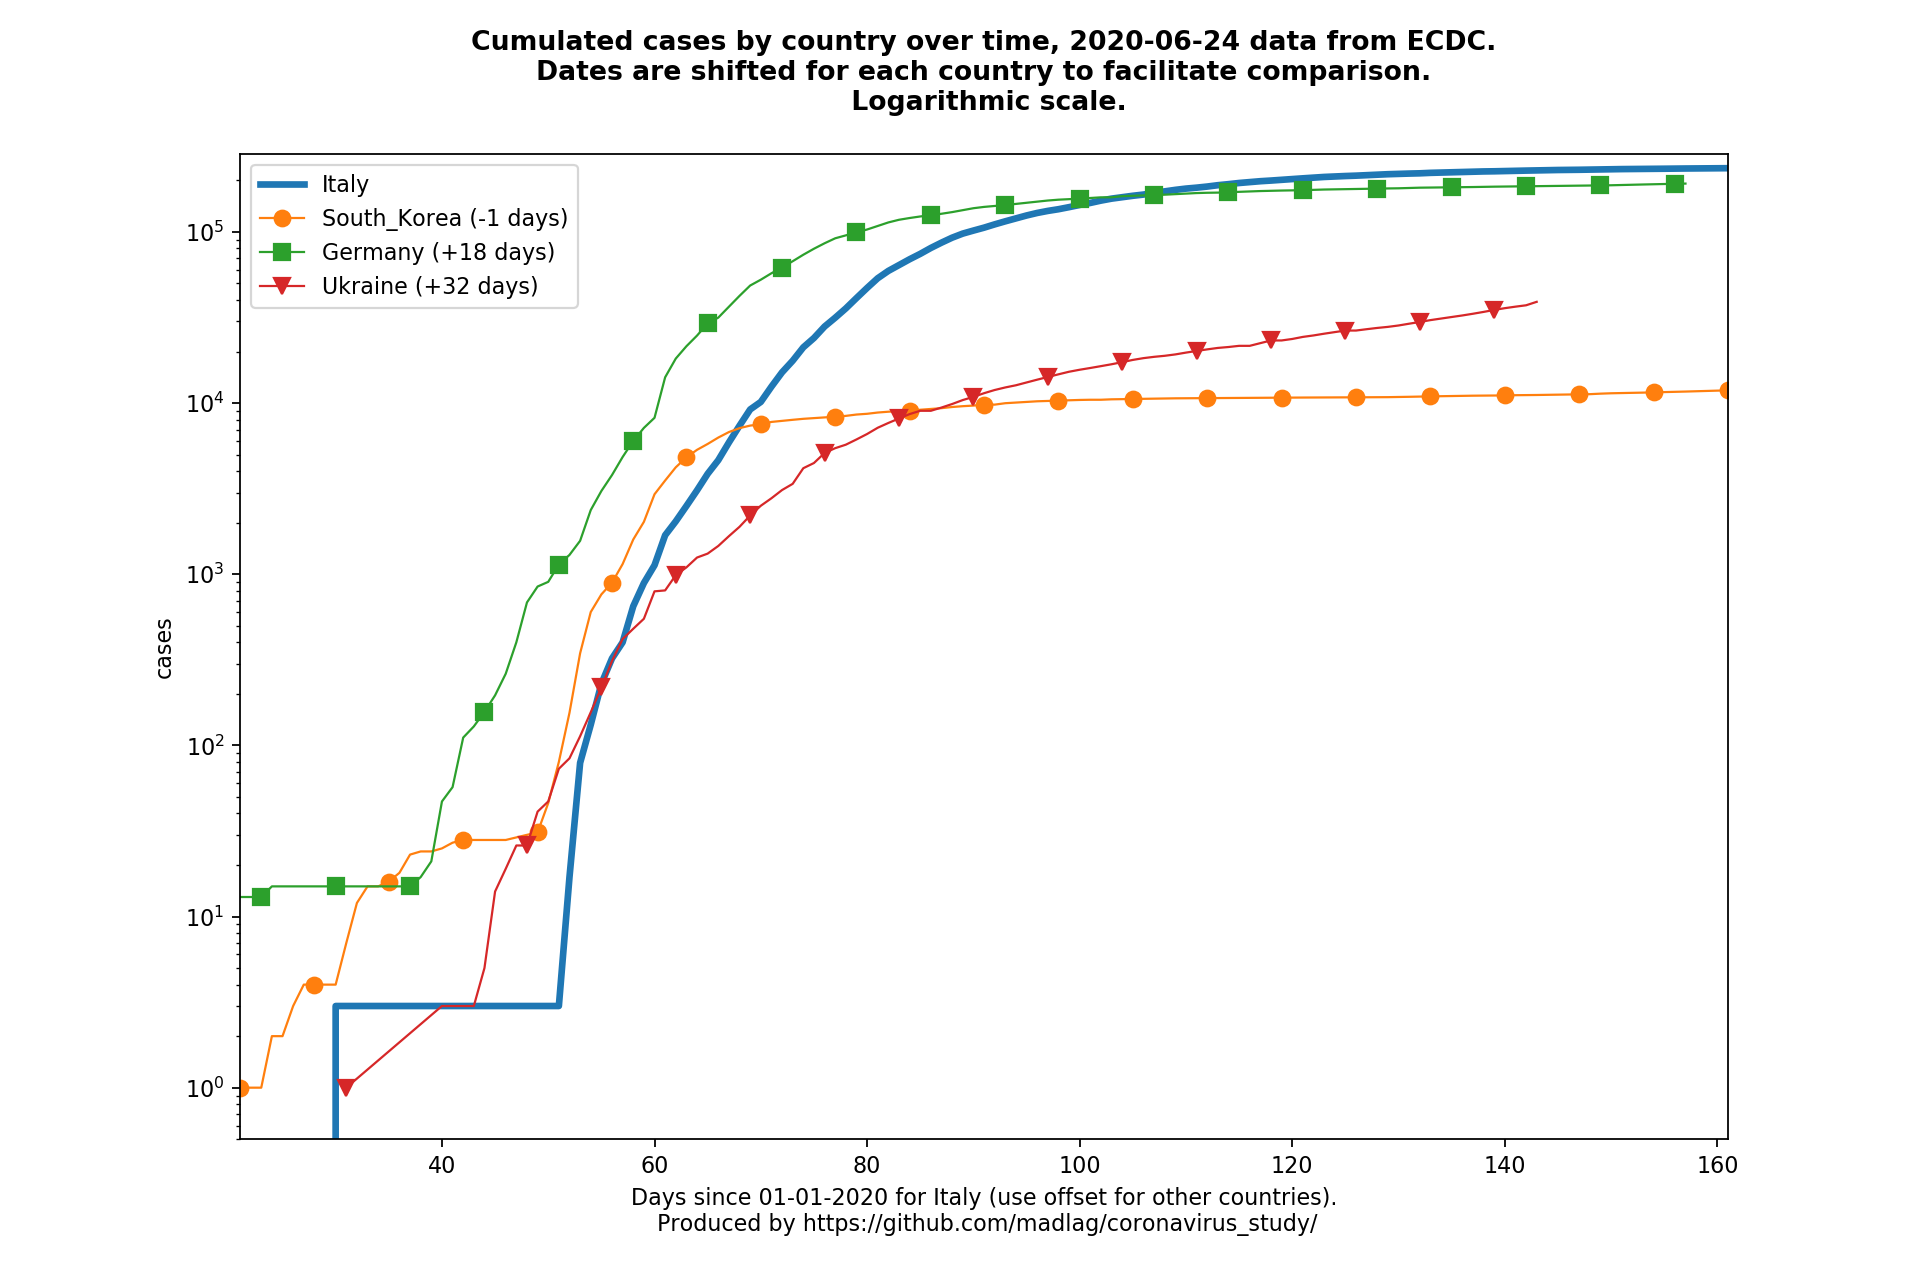 Cumulated cases by country over time, 2020-06-24 data from ECDC.
Dates are shifted for each country to facilitate comparison.
Logarithmic scale.
Italy
South_Korea (-1 days)
Germany (+18 days)
Ukraine (+32 days)
cases
10^5
10^4
10^3
10^2
10^1
10^0
40 60 80 100 120 140 160
Days since 01-01-2020 for Italy (use offset for other countries).
Produced by https://github.com/madlag/coronavirus_study/